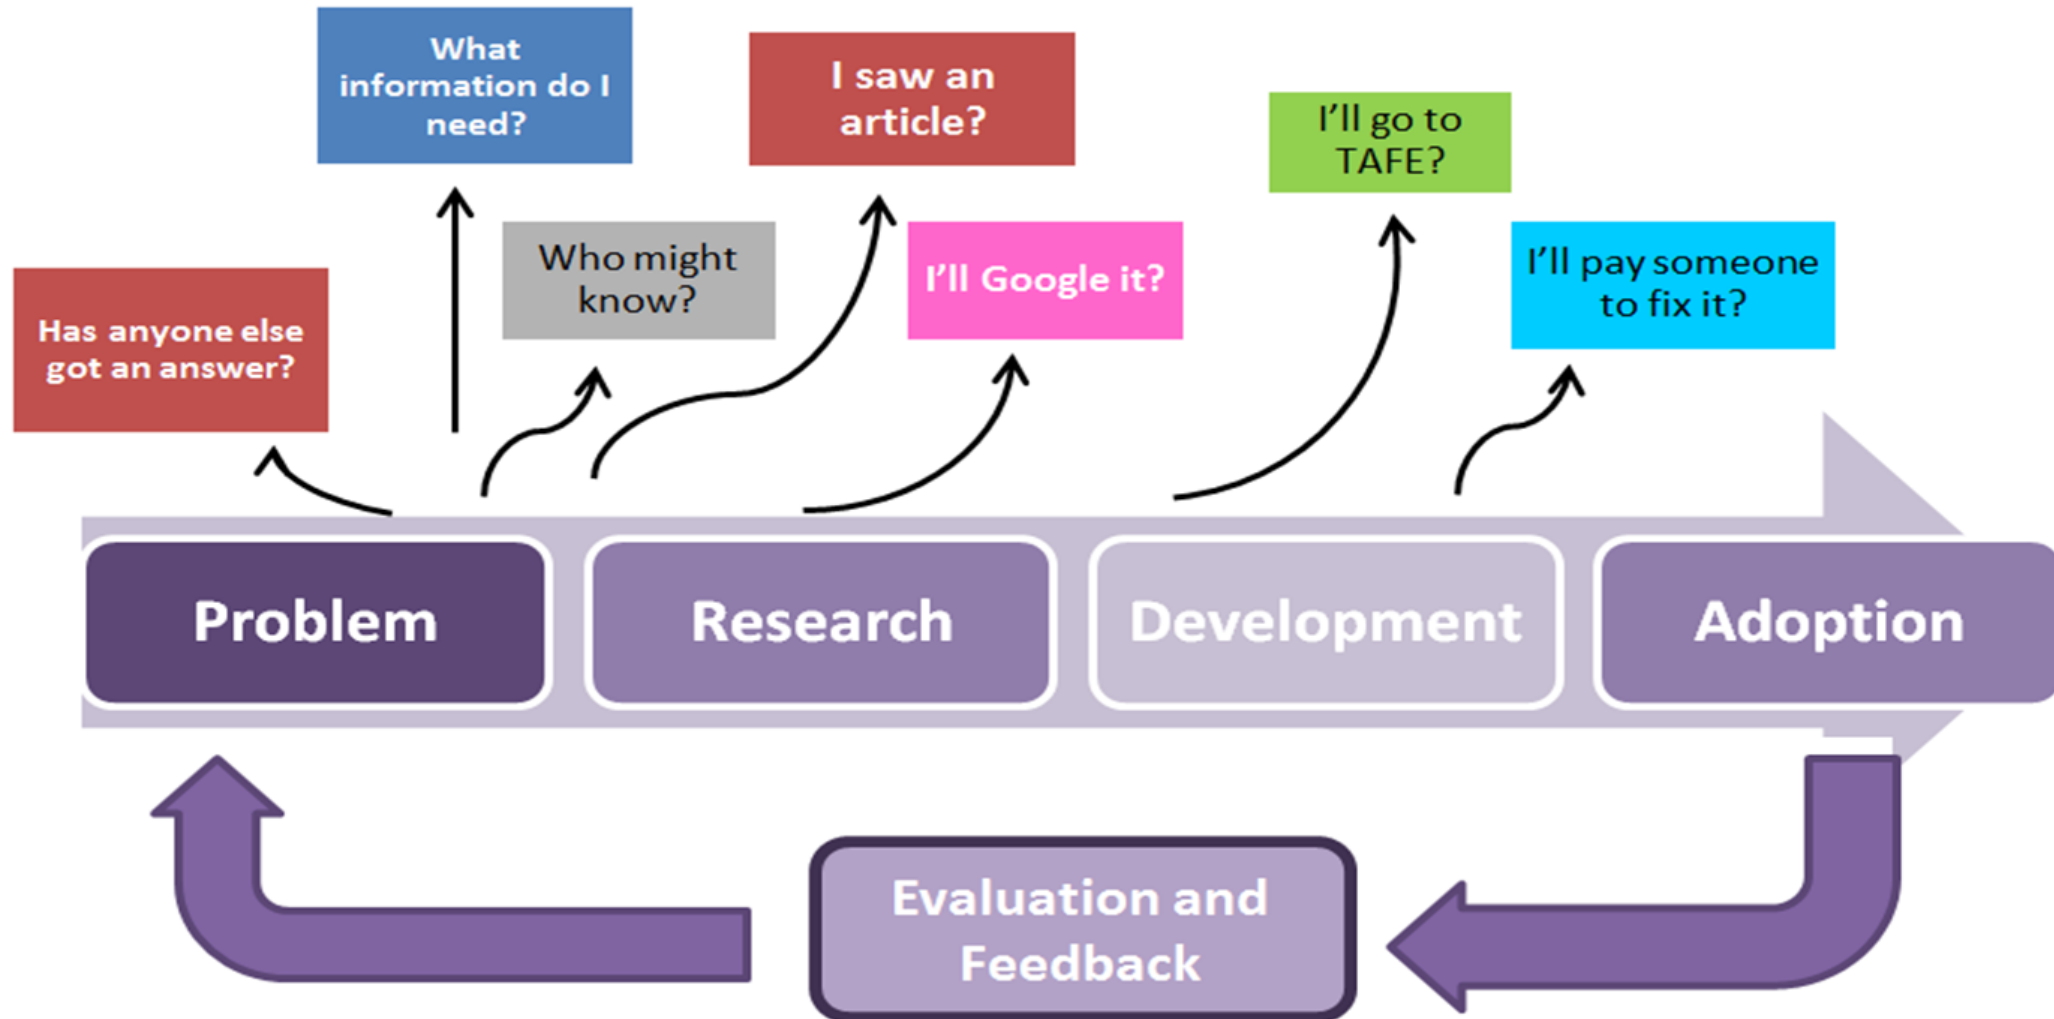 What
information do I
need?
I saw an
article?
I'll go to
TAFE?
Who might
know?
I'll Google it?
I'll pay someone
to fix it?
Has anyone else
got an answer?
Problem
Research
Development
Adoption
Evaluation and
Feedback